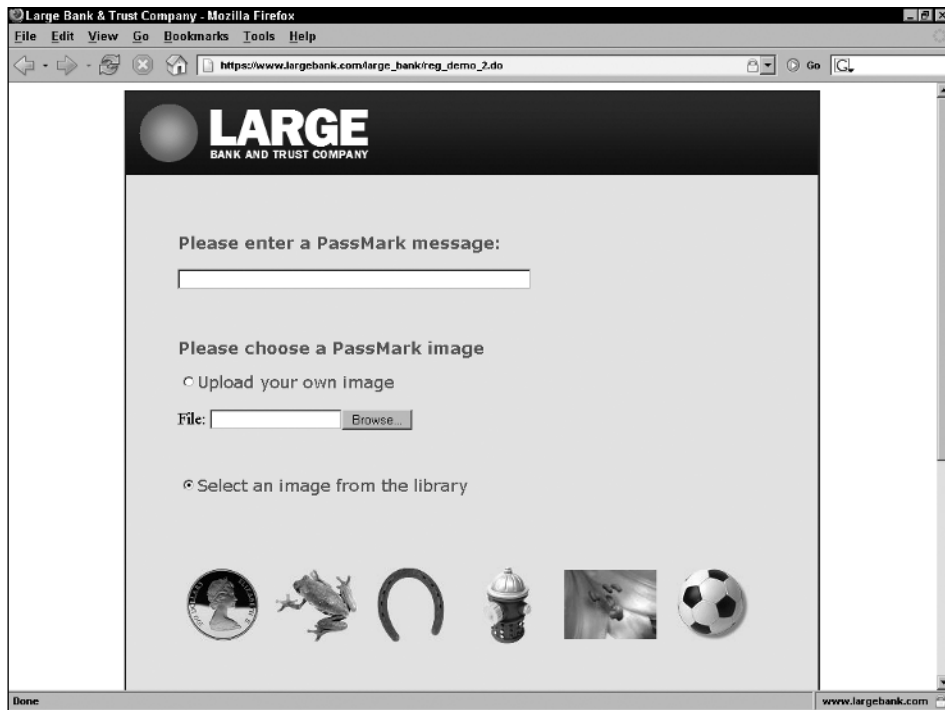 Large Bank & Trust Company - Mozilla Firefox
File Edit View Go Bookmarks Tools Help
https://www.largebank.com/large_bank/reg_demo_2.do Go G
LARGE
BANK AND TRUST COMPANY
Please enter a PassMark message:
Please choose a PassMark image
Upload your own image
File: Browse...
Select an image from the library
Done www.largebank.com